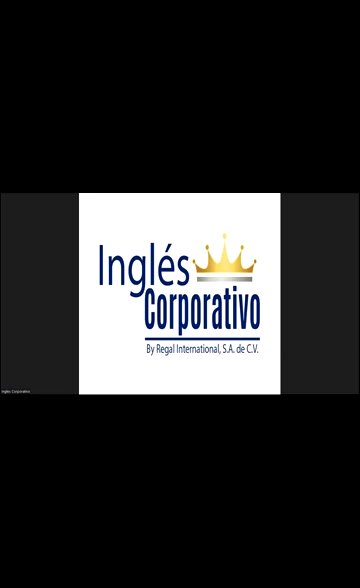 Inglés
Corporativo
By Regal International, S.A. de C.V.
Inglés Corporativo